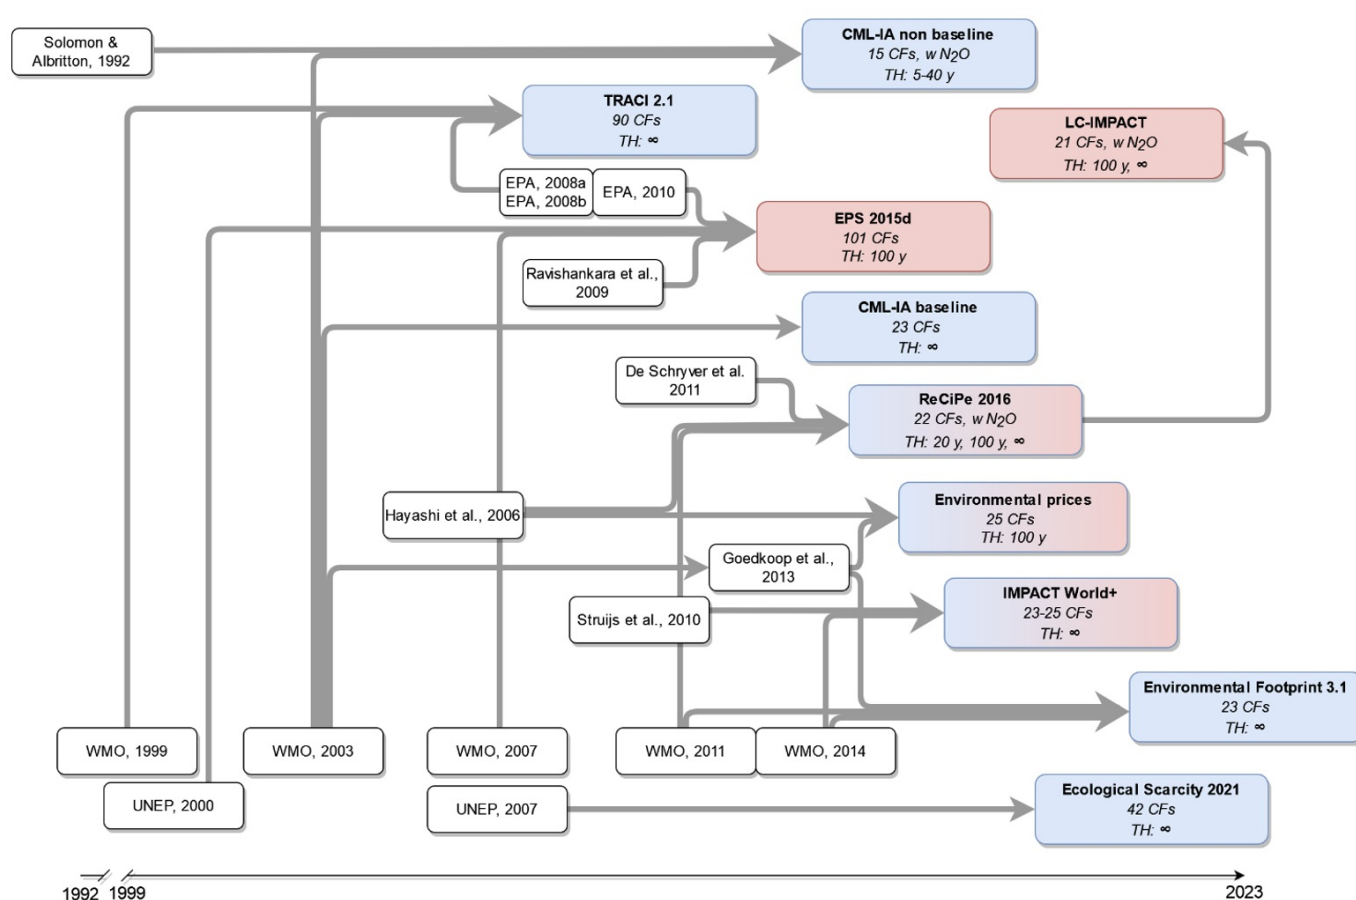 Solomon &
Albritton, 1992
CML-IA non baseline
15 CFs, w N2O
TH: 5-40 y
TRACI 2.1
90 CFs
TH: ∞
LC-IMPACT
21 CFs, w N2O
TH: 100 y, ∞
EPA, 2008a
EPA, 2008b
EPA, 2010
EPS 2015d
101 CFs
TH: 100 y
Ravishankara et al.,
2009
CML-IA baseline
23 CFs
TH: ∞
De Schryver et al.
2011
ReCiPe 2016
22 CFs, w N2O
TH: 20 y, 100 y, ∞
Hayashi et al., 2006
Environmental prices
25 CFs
TH: 100 y
Goedkoop et al.,
2013
IMPACT World+
23-25 CFs
TH: ∞
Struijs et al., 2010
Environmental Footprint 3.1
23 CFs
TH: ∞
WMO, 1999
WMO, 2003
WMO, 2007
WMO, 2011
WMO, 2014
UNEP, 2000
UNEP, 2007
Ecological Scarcity 2021
42 CFs
TH: ∞
1992
1999
2023